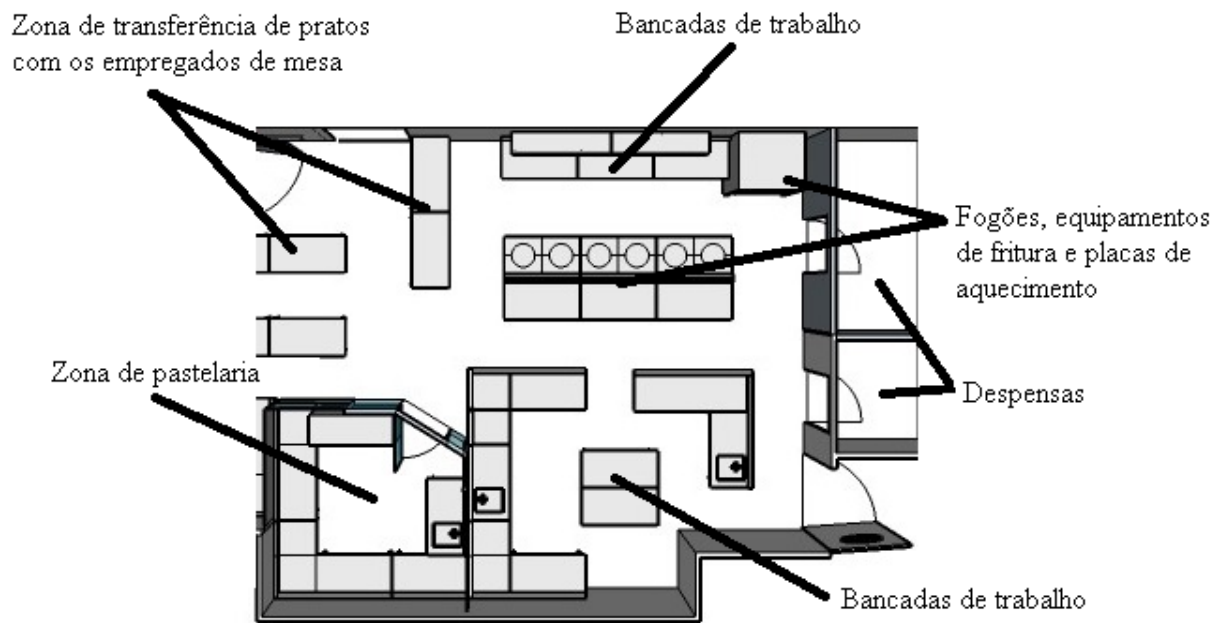 Zona de transferência de pratos
com os empregados de mesa
Bancadas de trabalho
Fogões, equipamentos
de fritura e placas de
aquecimento
Zona de pastelaria
Despensas
Bancadas de trabalho